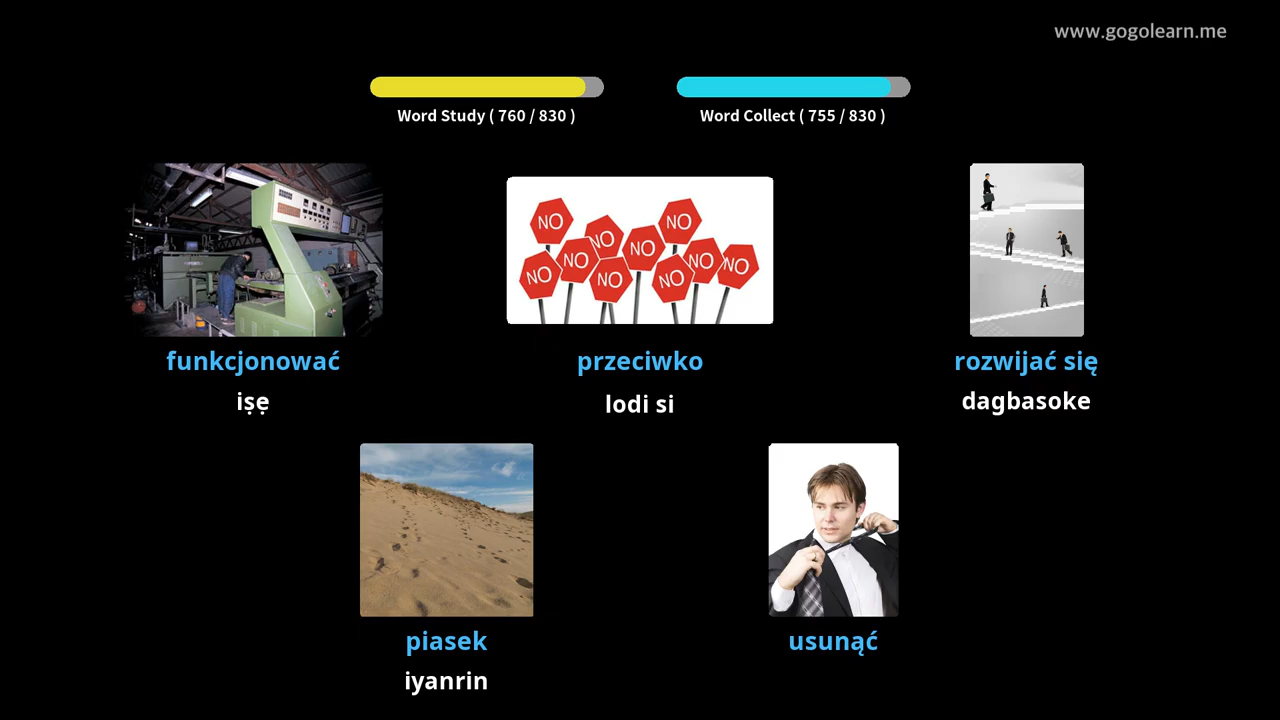 www.gogolearn.me
Word Study ( 760 / 830 )
Word Collect ( 755 / 830 )
NO
NO
NO
NO
NO
NO
NO
NO
NO
NO
funkcjonować
przeciwko
rozwijać się
iṣẹ
lodi si
dagbasoke
piasek
usunąć
iyanrin